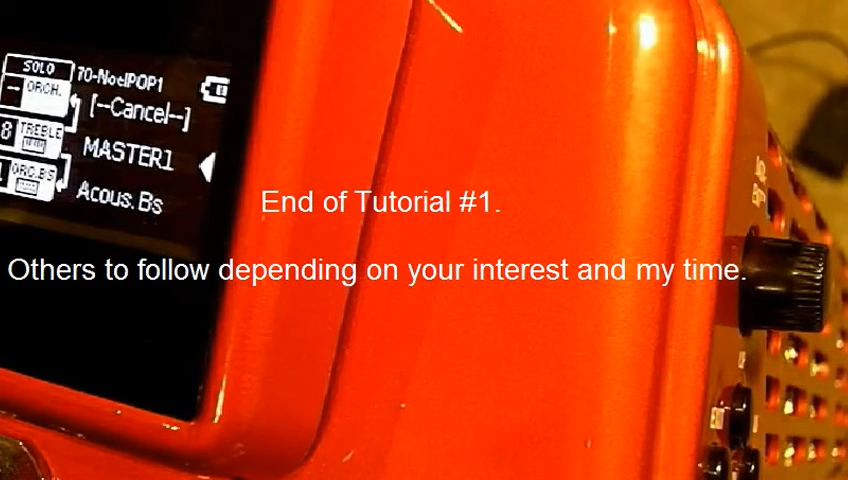 SOLO
70-NoelPOP1
ORCH.
[--Cancel--]
8 TREBLE
MASTER1
ORC.BS
Acous.Bs
End of Tutorial #1.
Others to follow depending on your interest and my time.